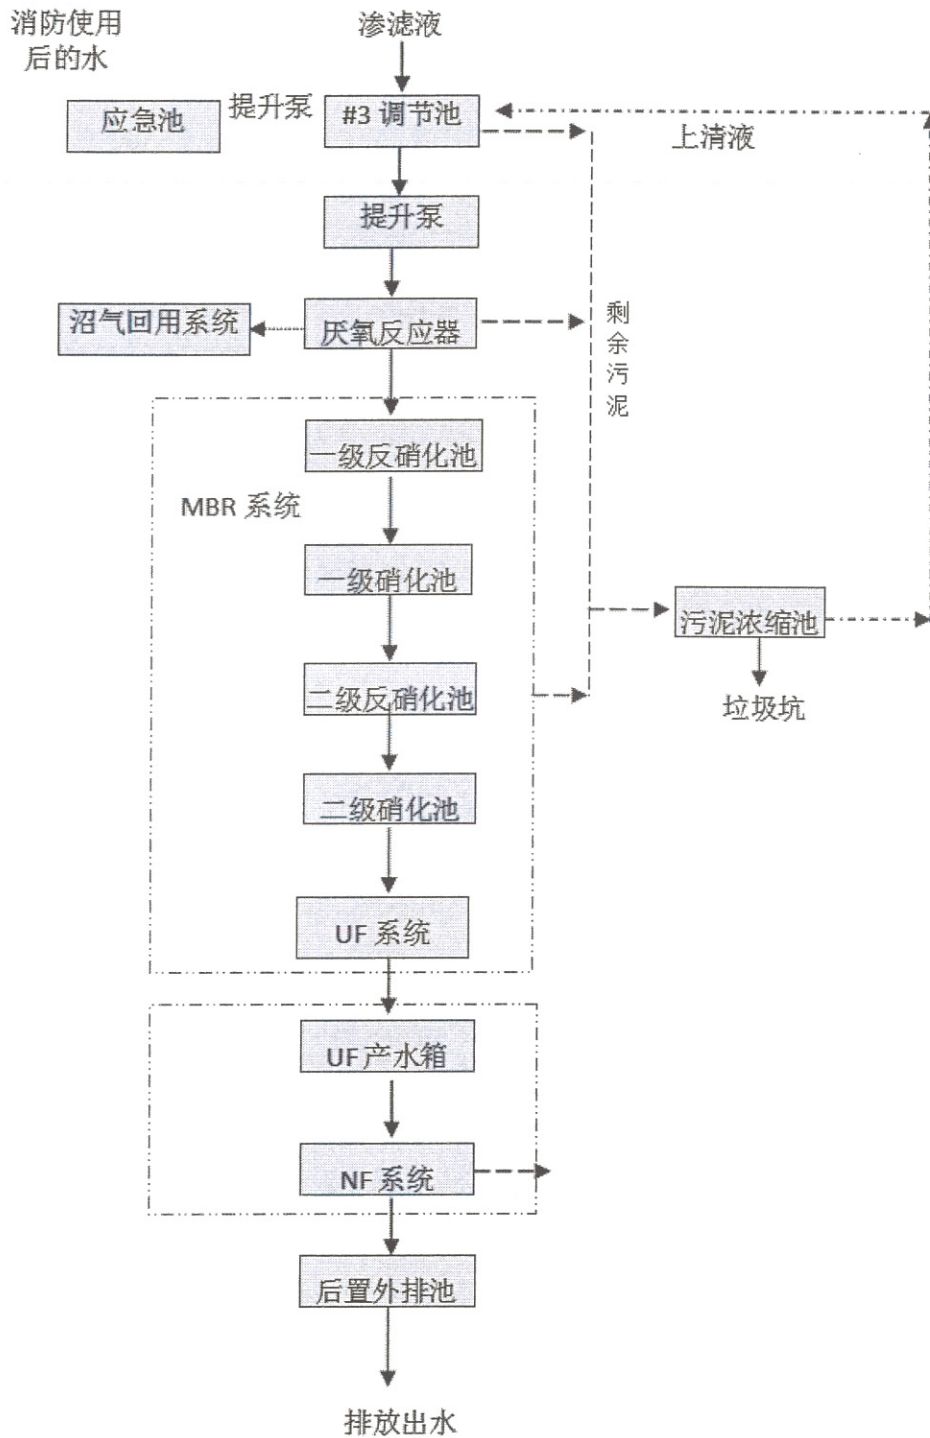 消防使用
后的水
渗滤液
应急池
提升泵
#3 调节池
上清液
提升泵
沼气回用系统
厌氧反应器
剩
余
污
泥
一级反硝化池
MBR 系统
一级硝化池
污泥浓缩池
二级反硝化池
垃圾坑
二级硝化池
UF 系统
UF 产水箱
NF 系统
后置外排池
排放出水